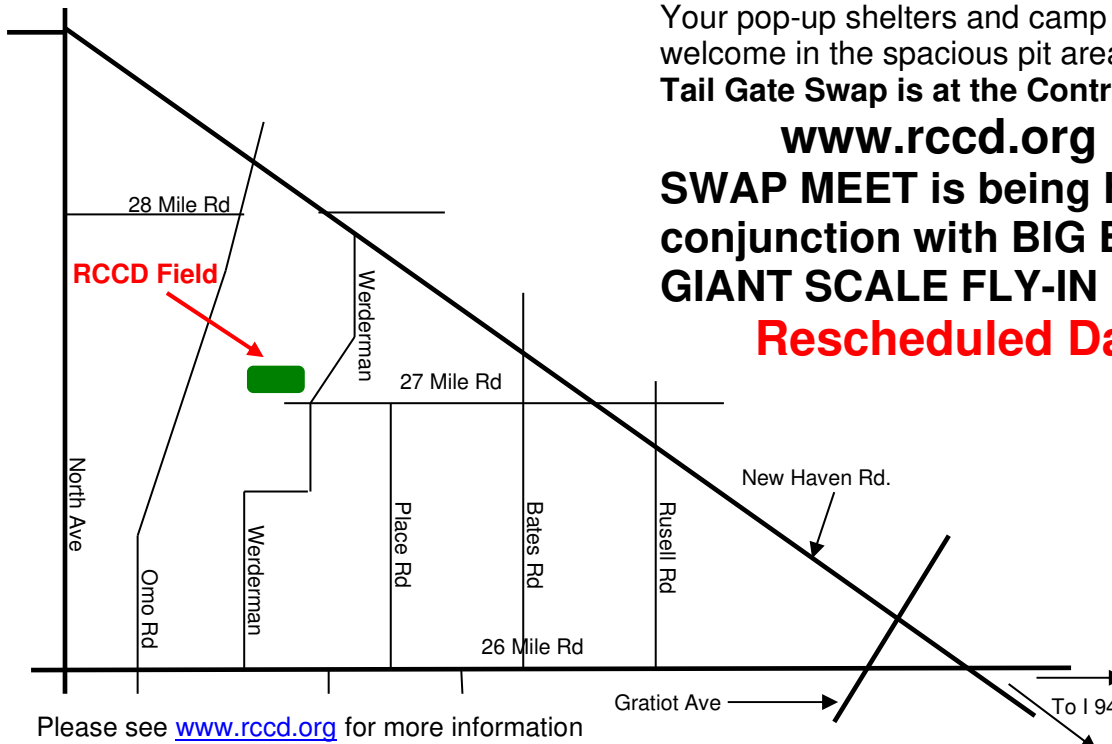 Your pop-up shelters and camp
welcome in the spacious pit area
Tail Gate Swap is at the Contr
www.rccd.org
SWAP MEET is being
conjunction with BIG
GIANT SCALE FLY-IN
Rescheduled Da
28 Mile Rd
RCCD Field
Werderman
27 Mile Rd
North Ave
New Haven Rd.
Omo Rd
Werderman
Place Rd
Bates Rd
Rusell Rd
26 Mile Rd
Gratiot Ave
To I 94
Please see www.rccd.org for more information